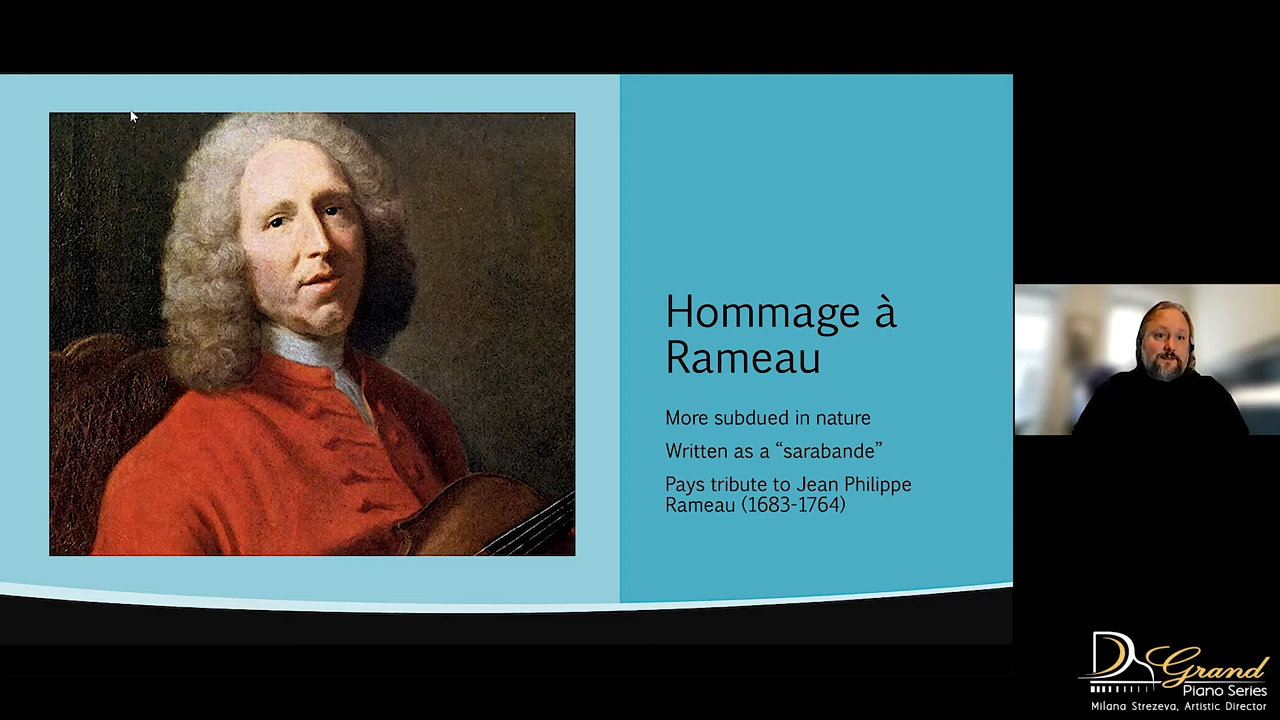 Hommage à
Rameau
More subdued in nature
Written as a “sarabande”
Pays tribute to Jean Philippe
Rameau (1683-1764)
DS Grand
Piano Series
Milana Strezeva, Artistic Director